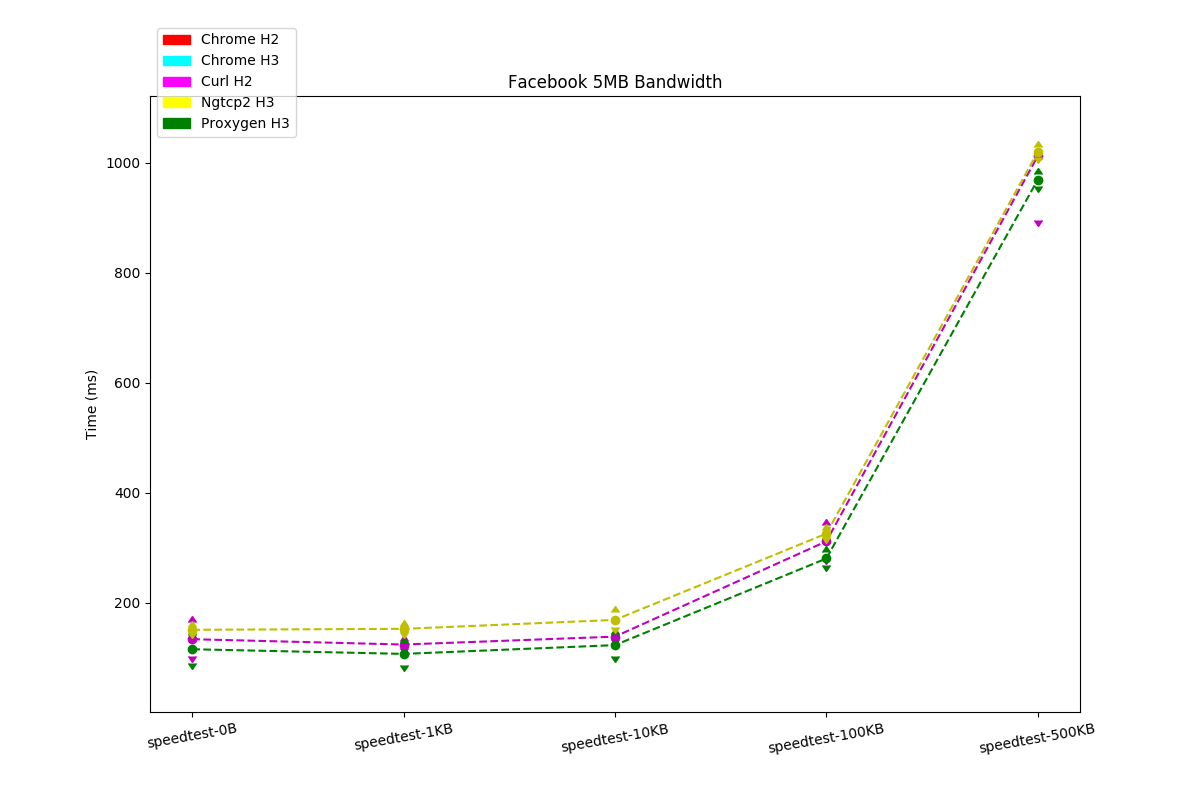 Chrome H2
Chrome H3
Curl H2
Ngtcp2 H3
Proxygen H3
Facebook 5MB Bandwidth
Time (ms)
1000
800
600
400
200
speedtest-0B
speedtest-1KB
speedtest-10KB
speedtest-100KB
speedtest-500KB